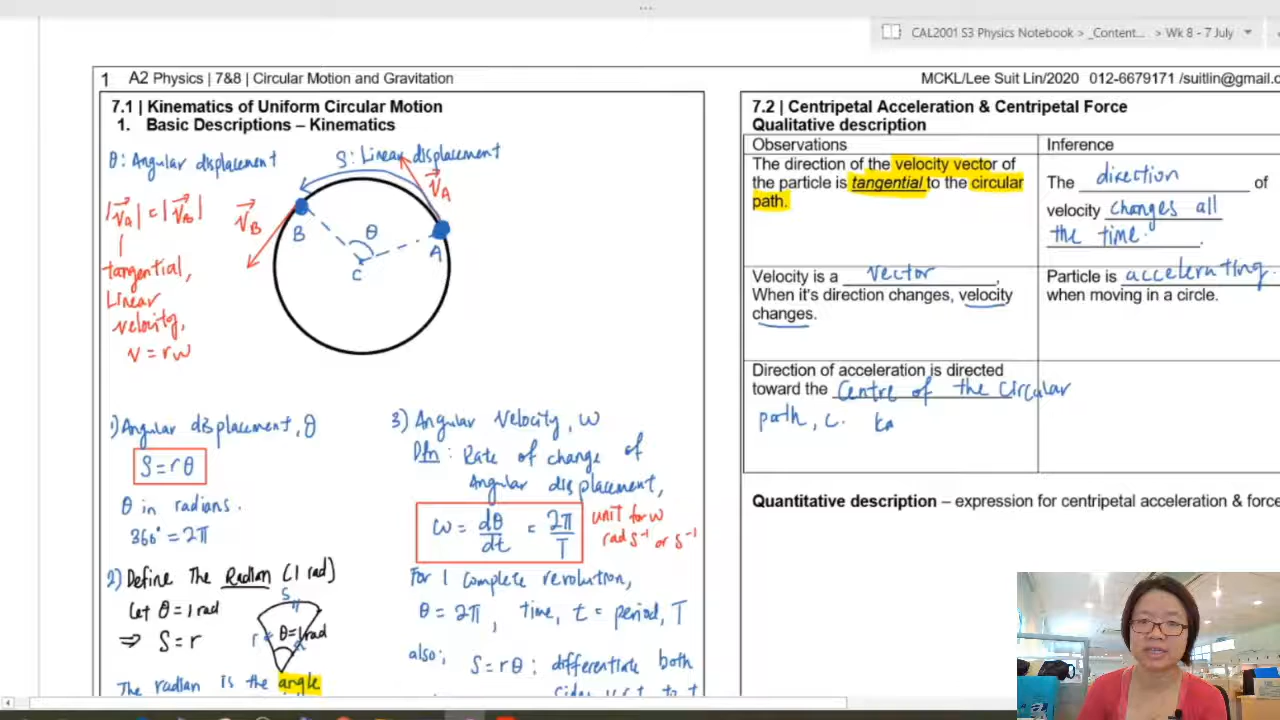 CAL2001 S3 Physics Notebook > _Content... > Wk 8 - 7 July
1 A2 Physics | 7&8 | Circular Motion and Gravitation
MCKL/Lee Suit Lin/2020 012-6679171 /suitlin@gmail.c
7.1 | Kinematics of Uniform Circular Motion
1. Basic Descriptions – Kinematics
θ: Angular displacement
S: Linear displacement
|v⃗A| = |v⃗B|
v⃗B
v⃗A
B
θ
A
C
tangential,
Linear
velocity,
v = rω
1) Angular displacement, θ
S = rθ
θ in radians.
360° = 2π
2) Define The Radian (1 rad)
Let θ = 1 rad
⇒ S = r
S
r
θ = 1 rad
The radian is the angle
3) Angular velocity, ω
Dfn: Rate of change of
Angular displacement,
ω = dθ/dt = 2π/T
unit for ω
rad s⁻¹ or s⁻¹
For 1 complete revolution,
θ = 2π, time, t = period, T
also; S = rθ : differentiate both
sides w.r.t to t
7.2 | Centripetal Acceleration & Centripetal Force
Qualitative description
Observations
Inference
The direction of the velocity vector of
the particle is tangential to the circular
path.
The direction of
velocity changes all
the time.
Velocity is a vector,
When it's direction changes, velocity
changes.
Particle is accelerating.
when moving in a circle.
Direction of acceleration is directed
toward the centre of the circular
path, C.
Quantitative description – expression for centripetal acceleration & force